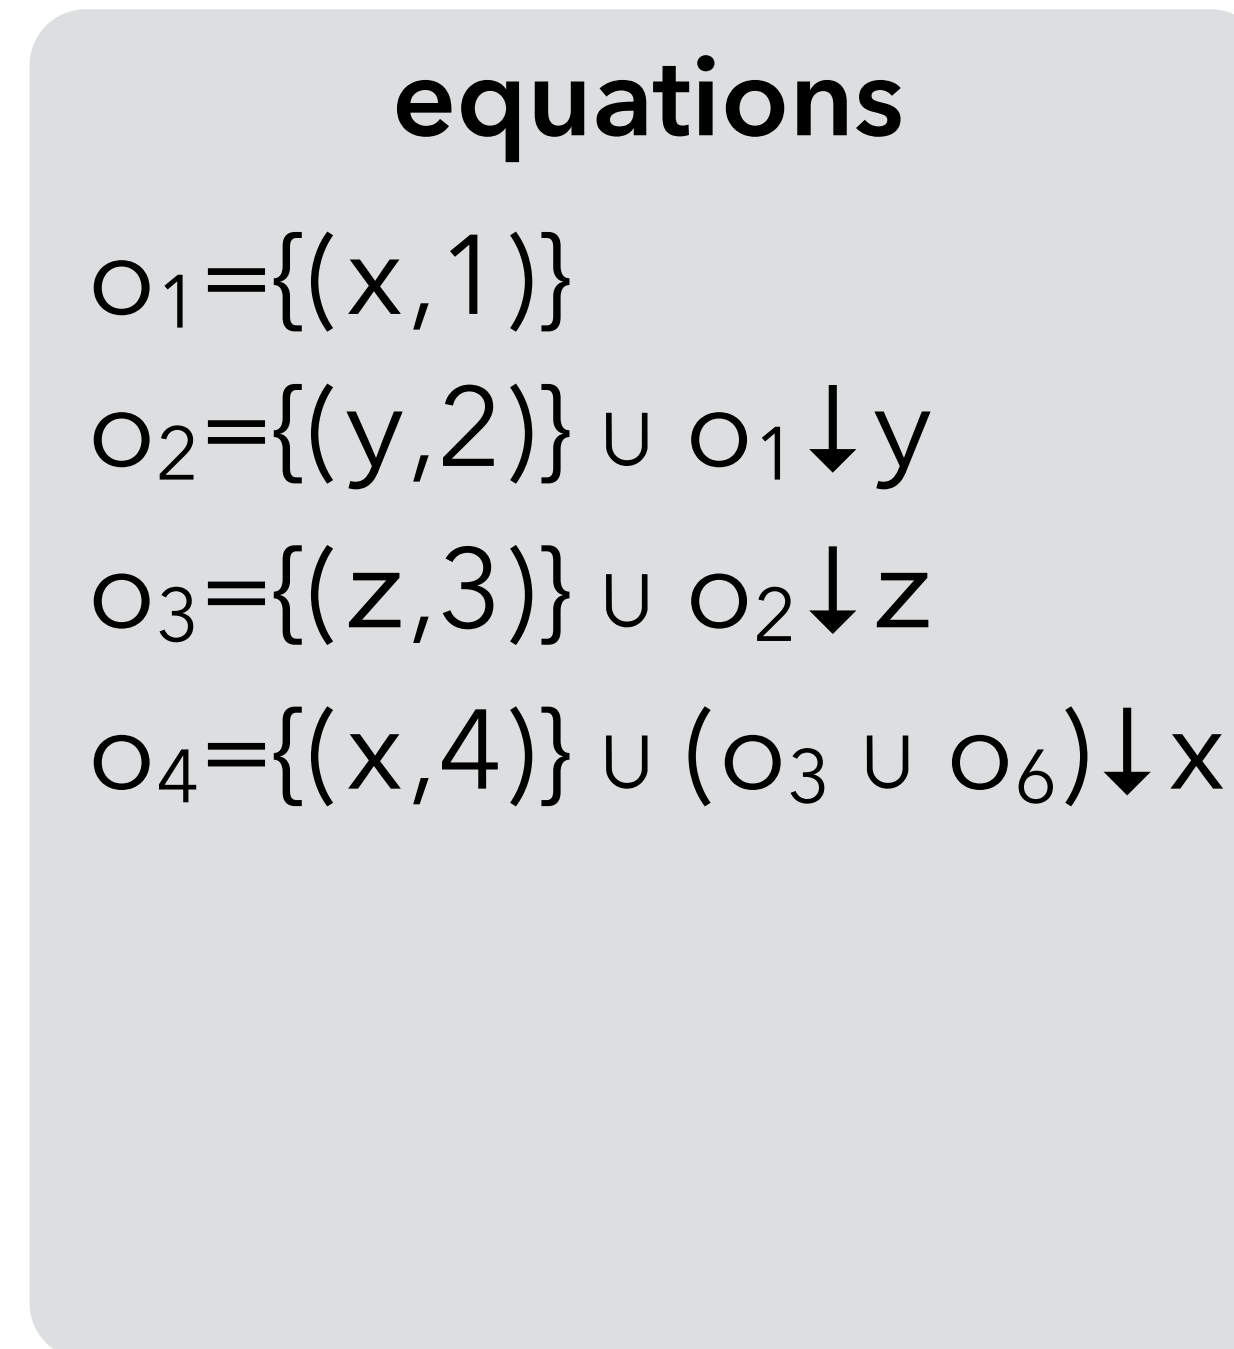 equations
o₁={(x,1)}
o₂={(y,2)} ∪ o₁↓y
o₃={(z,3)} ∪ o₂↓z
o₄={(x,4)} ∪ (o₃ ∪ o₆)↓x